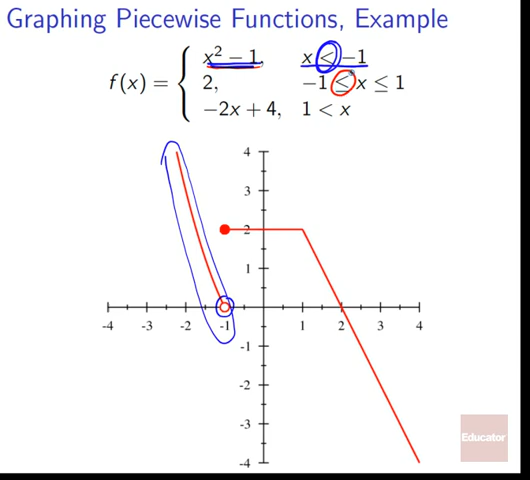 Graphing Piecewise Functions, Example
x² − 1, x < −1
f(x) = { 2, −1 ≤ x ≤ 1
−2x + 4, 1 < x
4
3
2
1
-4 -3 -2 -1 1 2 3 4
-1
-2
-3
-4
Educator